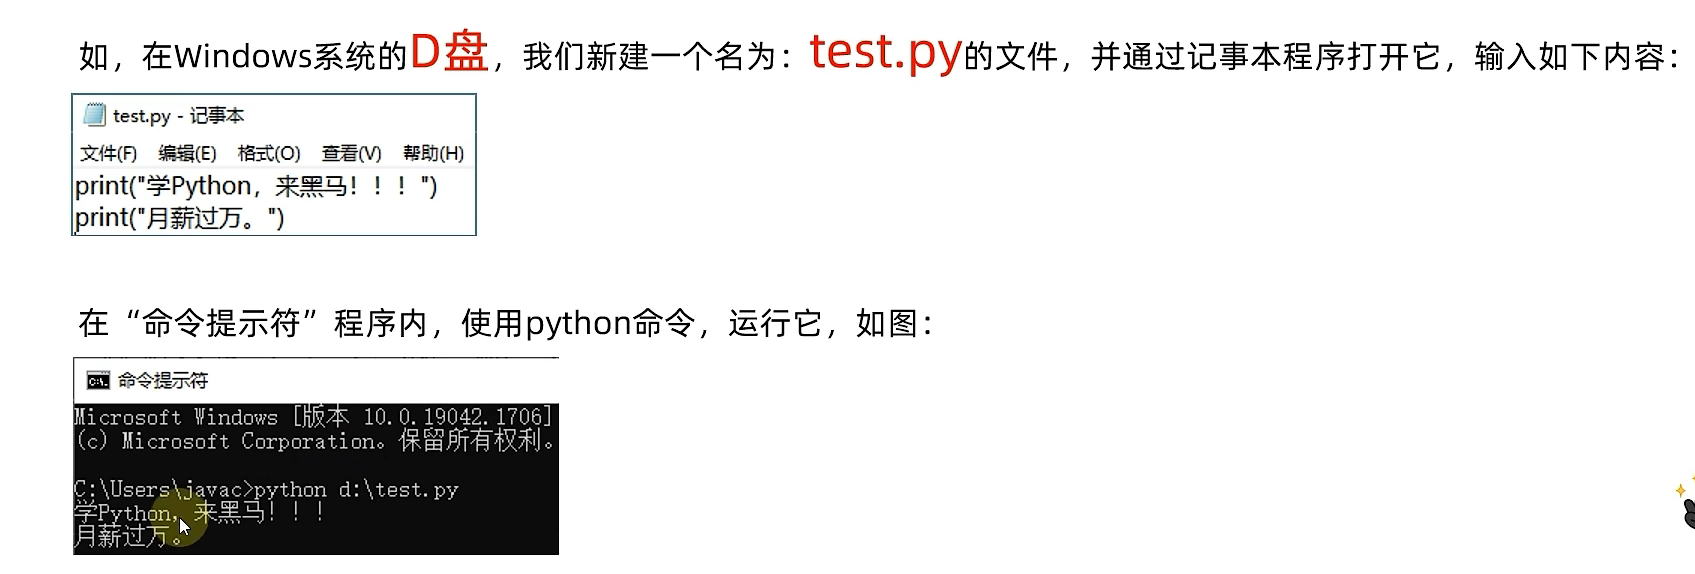 如，在Windows系统的D盘，我们新建一个名为：test.py的文件，并通过记事本程序打开它，输入如下内容：
test.py - 记事本
文件(F) 编辑(E) 格式(O) 查看(V) 帮助(H)
print("学Python，来黑马！！！")
print("月薪过万。")
在“命令提示符”程序内，使用python命令，运行它，如图：
命令提示符
Microsoft Windows [版本 10.0.19042.1706]
(c) Microsoft Corporation。保留所有权利。
C:\Users\javac>python d:\test.py
学Python，来黑马！！！
月薪过万。